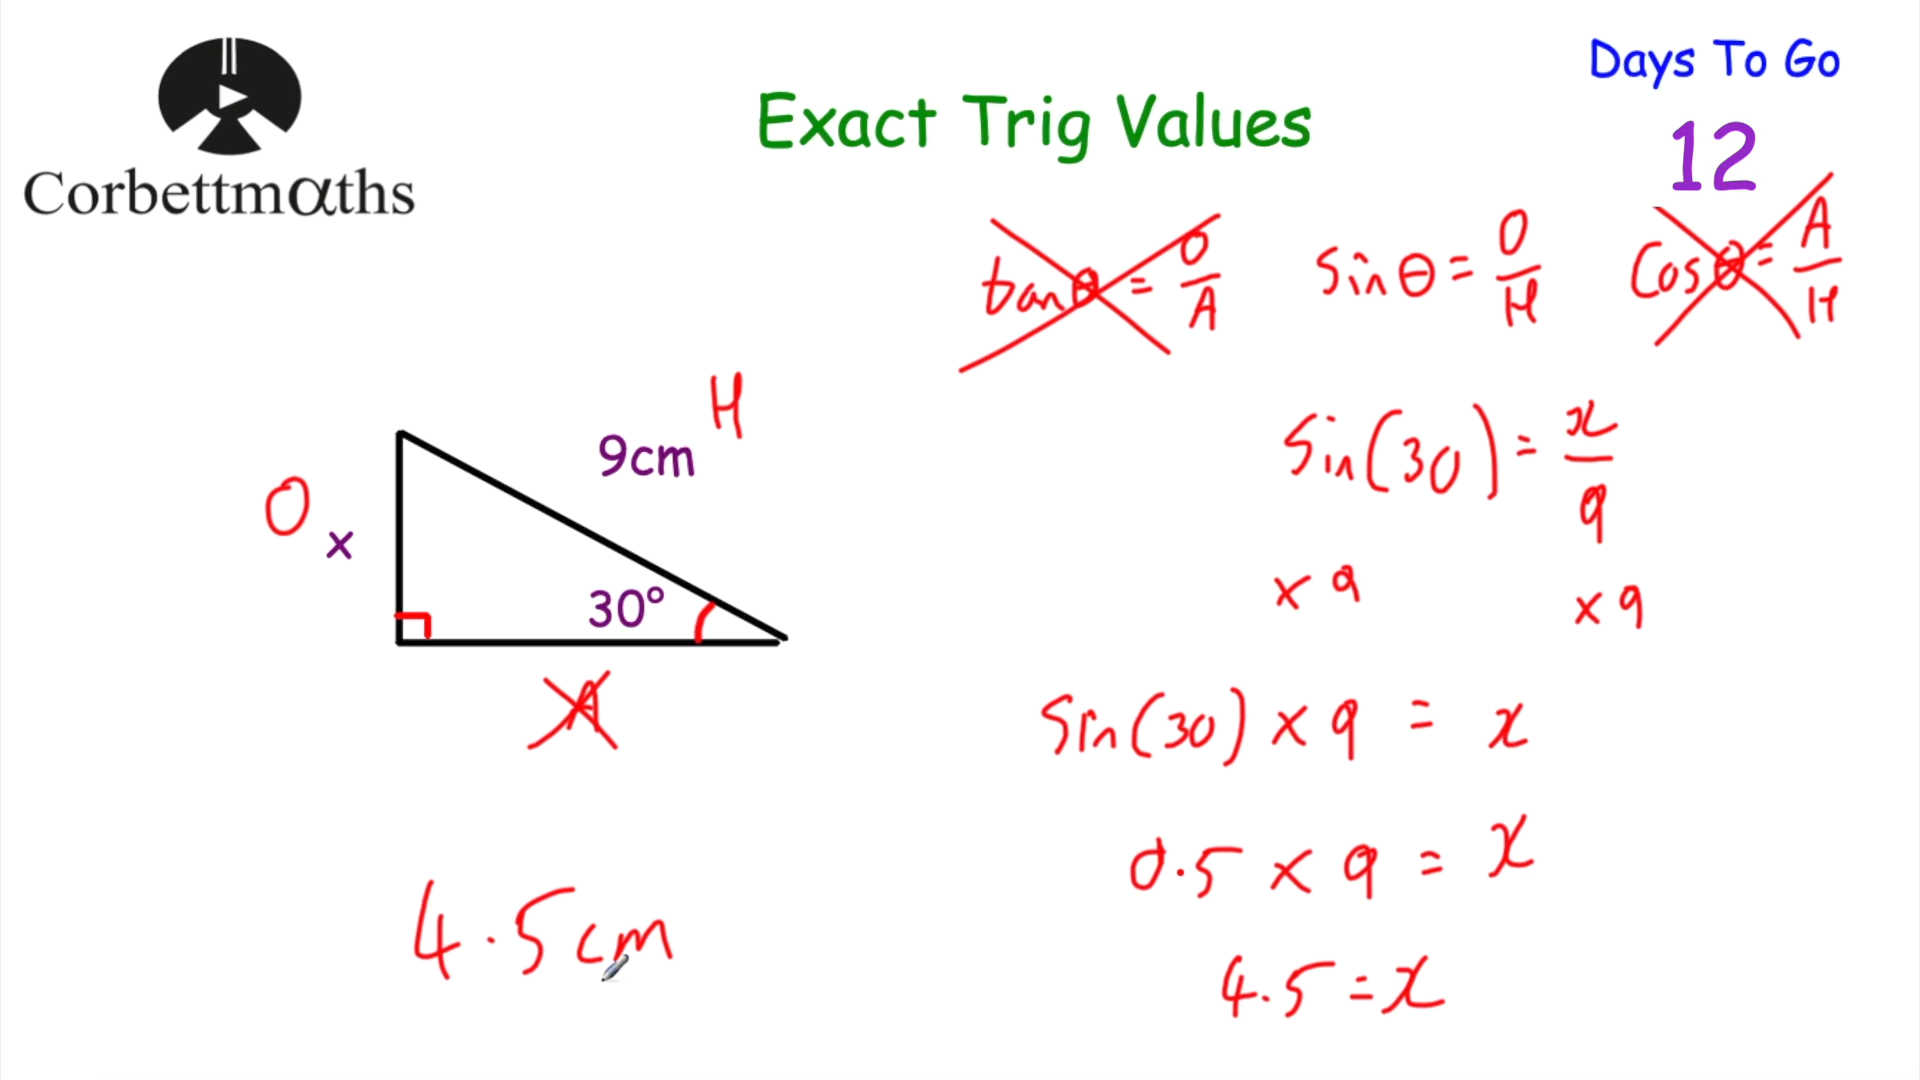 Corbettmαths
Exact Trig Values
Days To Go
12
tanθ = O/A
Sinθ = O/H
Cosθ = A/H
H
9cm
O
x
30°
A
Sin(30) = x/9
x 9
x 9
Sin(30) x 9 = x
0.5 x 9 = x
4.5 = x
4.5cm